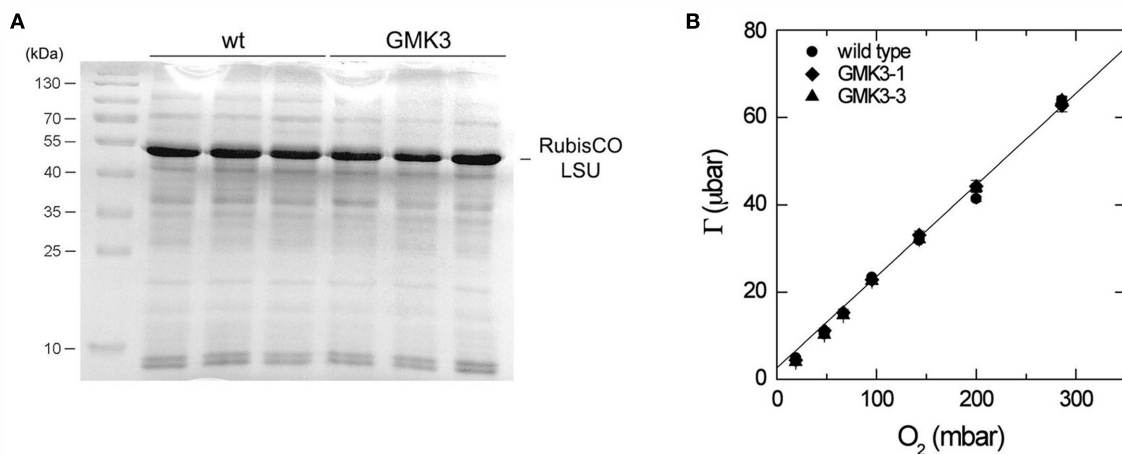 A
wt
GMK3
(kDa)
130
70
55
40
35
25
10
RubisCO
LSU
B
80
60
40
20
0
Γ (μbar)
wild type
GMK3-1
GMK3-3
0
100
200
300
O2 (mbar)